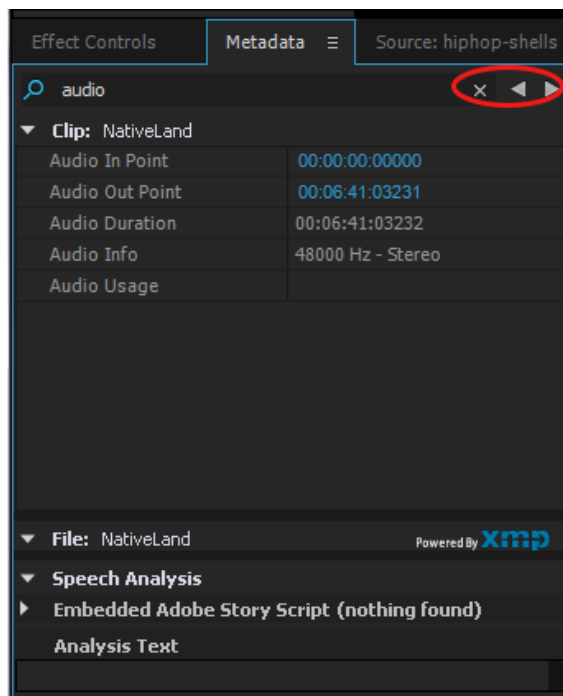 Effect Controls Metadata Source: hiphop-shells
audio
Clip: NativeLand
Audio In Point 00:00:00:00000
Audio Out Point 00:06:41:03231
Audio Duration 00:06:41:03232
Audio Info 48000 Hz - Stereo
Audio Usage
File: NativeLand Powered By xmp
Speech Analysis
Embedded Adobe Story Script (nothing found)
Analysis Text